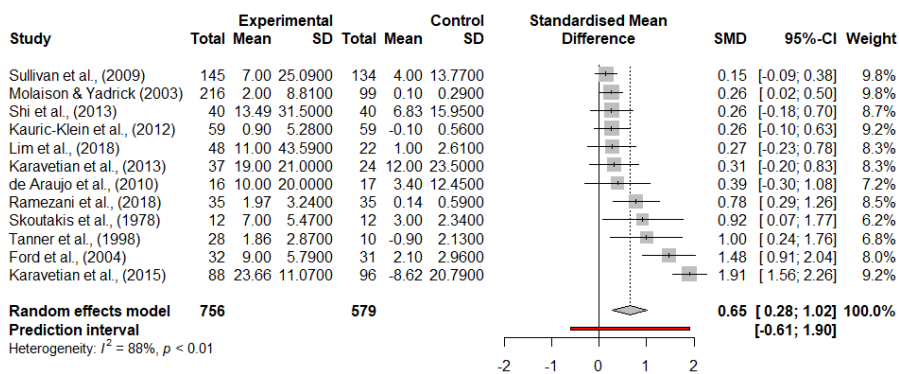 Experimental Control Standardised Mean
Study Total Mean SD Total Mean SD Difference SMD 95%-CI Weight
Sullivan et al., (2009) 145 7.00 25.0900 134 4.00 13.7700 0.15 [-0.09; 0.38] 9.8%
Molaison & Yadrick (2003) 216 2.00 8.8100 99 0.10 0.2900 0.26 [ 0.02; 0.50] 9.8%
Shi et al., (2013) 40 13.49 31.5000 40 6.83 15.9500 0.26 [-0.18; 0.70] 8.7%
Kauric-Klein et al., (2012) 59 0.90 5.2800 59 -0.10 0.5600 0.26 [-0.10; 0.63] 9.2%
Lim et al., (2018) 48 11.00 43.5900 22 1.00 2.6100 0.27 [-0.23; 0.78] 8.3%
Karavetian et al., (2013) 37 19.00 21.0000 24 12.00 23.5000 0.31 [-0.20; 0.83] 8.3%
de Araujo et al., (2010) 16 10.00 20.0000 17 3.40 12.4500 0.39 [-0.30; 1.08] 7.2%
Ramezani et al., (2018) 35 1.97 3.2400 35 0.14 0.5900 0.78 [ 0.29; 1.26] 8.5%
Skoutakis et al., (1978) 12 7.00 5.4700 12 3.00 2.3400 0.92 [ 0.07; 1.77] 6.2%
Tanner et al., (1998) 28 1.86 2.8700 10 -0.90 2.1300 1.00 [ 0.24; 1.76] 6.8%
Ford et al., (2004) 32 9.00 5.7900 31 2.10 2.9600 1.48 [ 0.91; 2.04] 8.0%
Karavetian et al., (2015) 88 23.66 11.0700 96 -8.62 20.7900 1.91 [ 1.56; 2.26] 9.2%
Random effects model 756 579 0.65 [ 0.28; 1.02] 100.0%
Prediction interval [-0.61; 1.90]
Heterogeneity: I² = 88%, p < 0.01
-2 -1 0 1 2